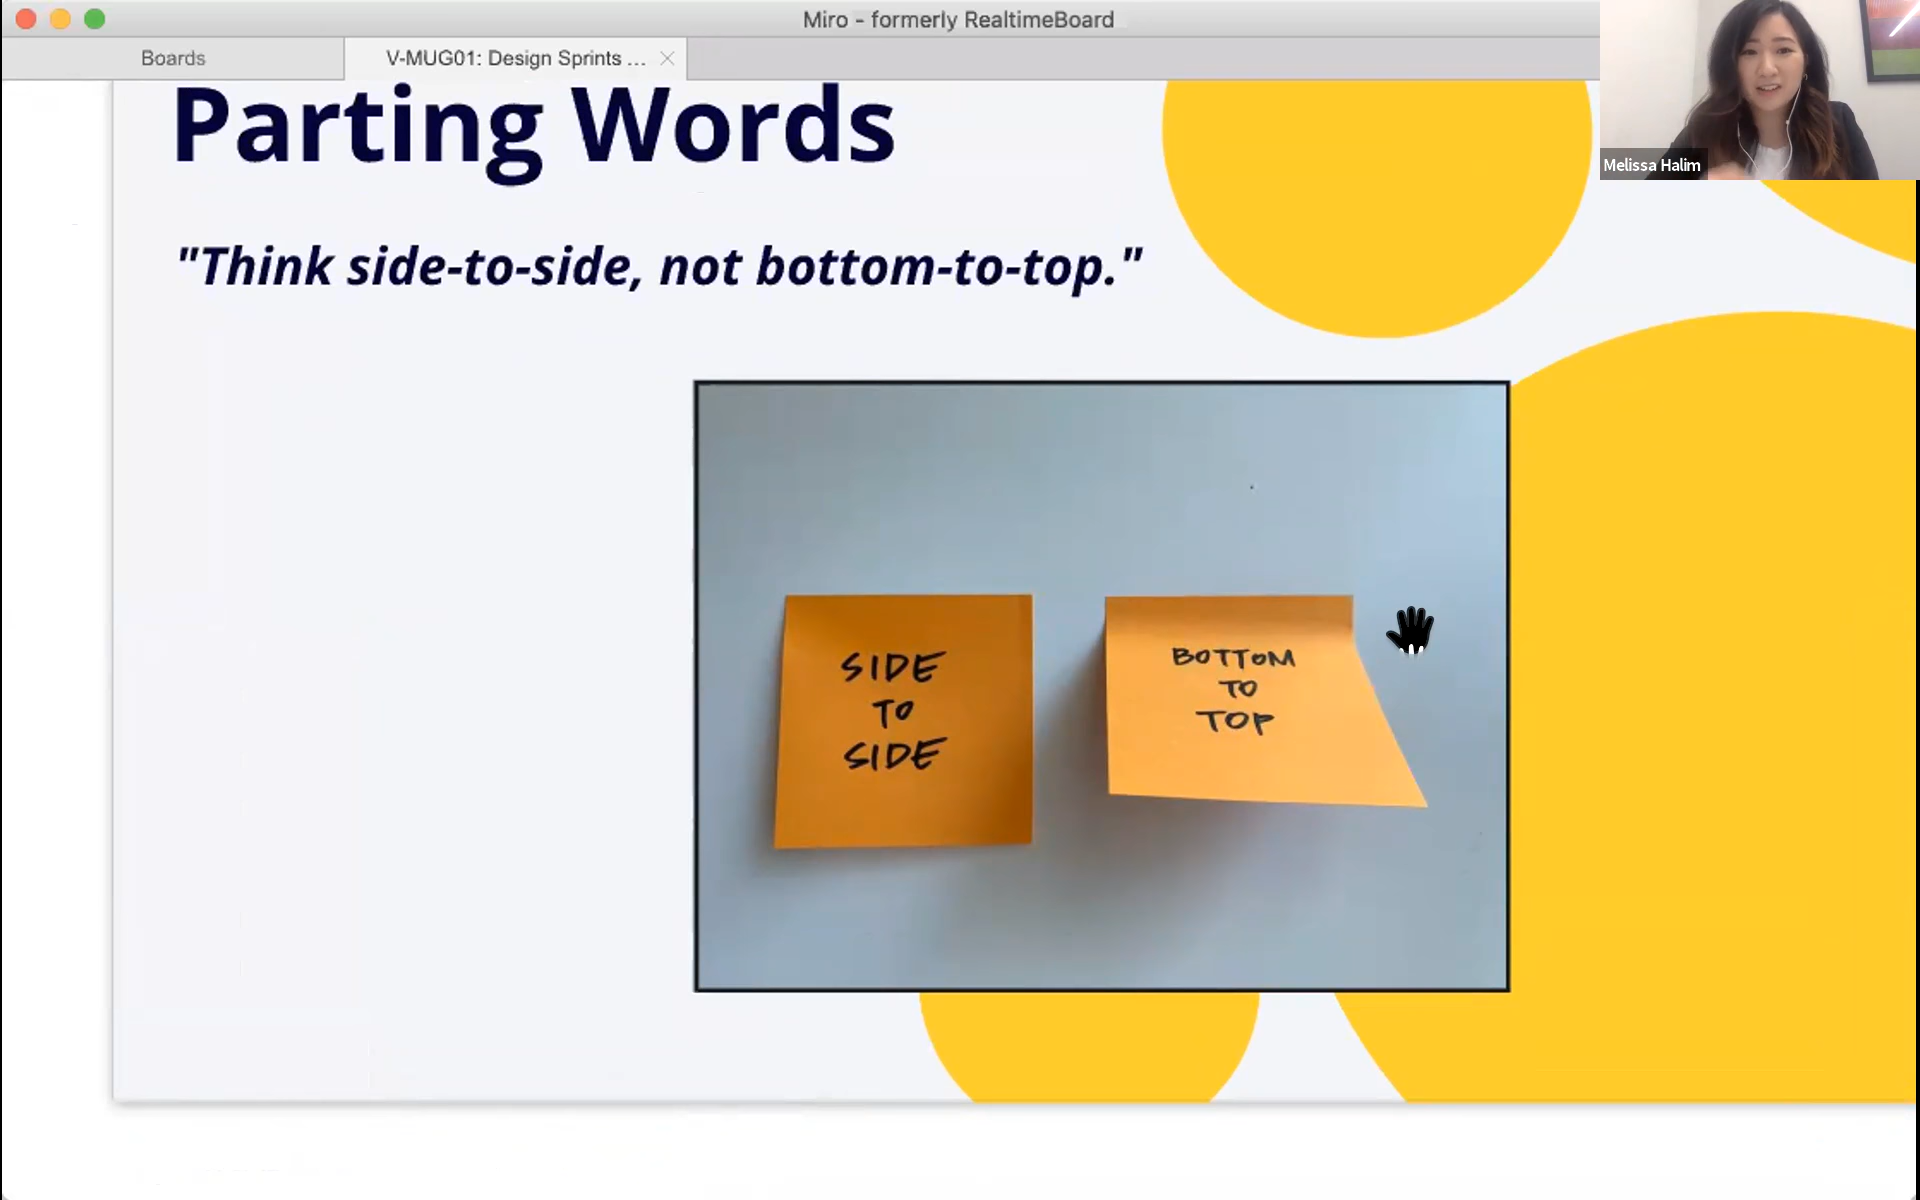 Miro - formerly RealtimeBoard
Boards
V-MUG01: Design Sprints ...
Melissa Halim
Parting Words
"Think side-to-side, not bottom-to-top."
SIDE
TO
SIDE
BOTTOM
TO
TOP